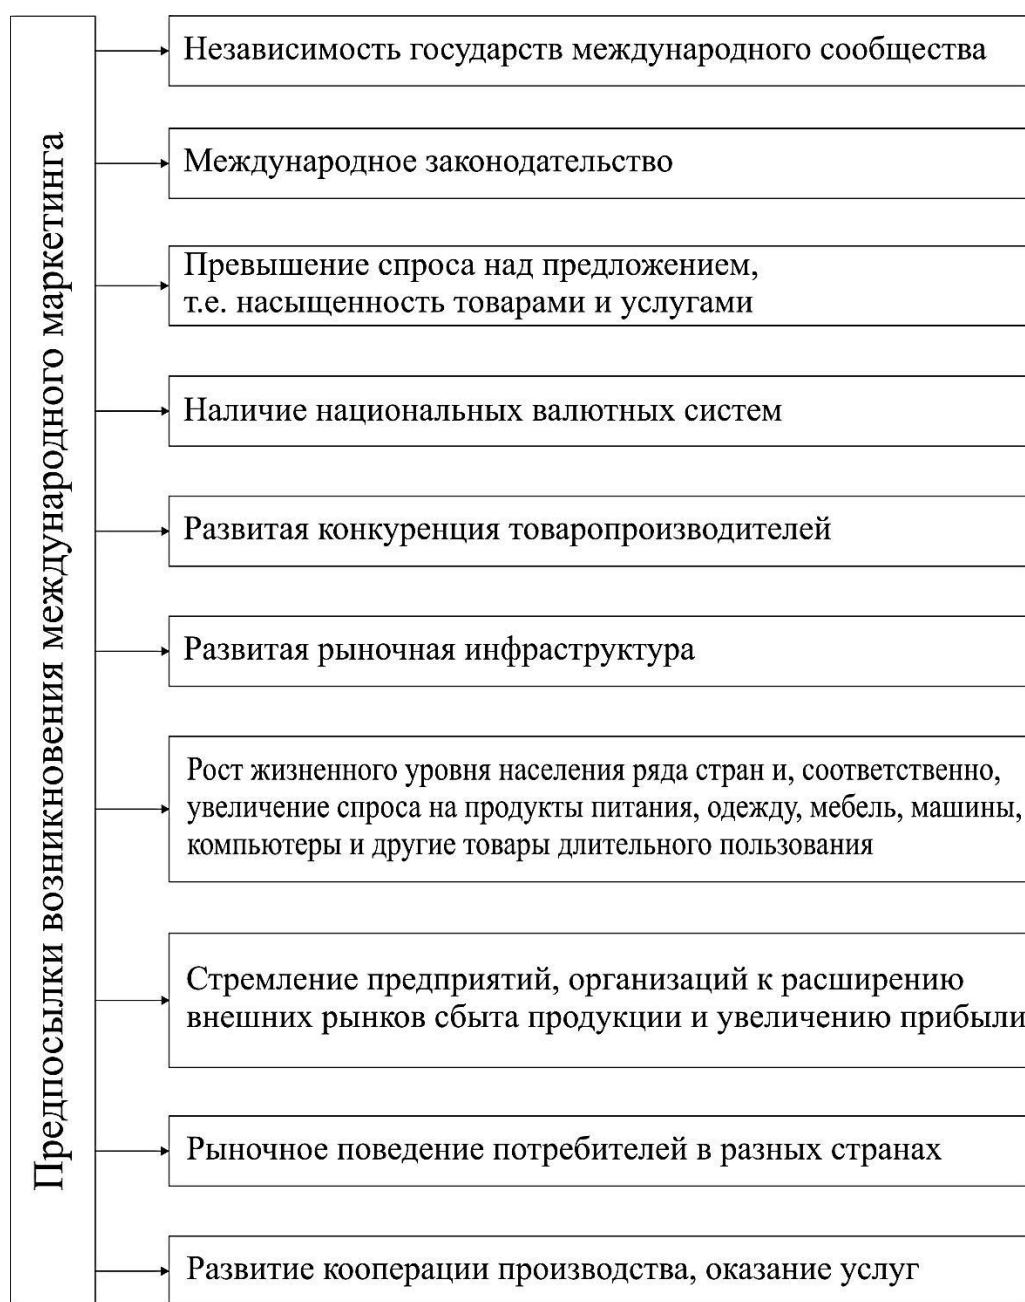 Предпосылки возникновения международного маркетинга
Независимость государств международного сообщества
Международное законодательство
Превышение спроса над предложением,
т.е. насыщенность товарами и услугами
Наличие национальных валютных систем
Развитая конкуренция товаропроизводителей
Развитая рыночная инфраструктура
Рост жизненного уровня населения ряда стран и, соответственно,
увеличение спроса на продукты питания, одежду, мебель, машины,
компьютеры и другие товары длительного пользования
Стремление предприятий, организаций к расширению
внешних рынков сбыта продукции и увеличению прибыли
Рыночное поведение потребителей в разных странах
Развитие кооперации производства, оказание услуг